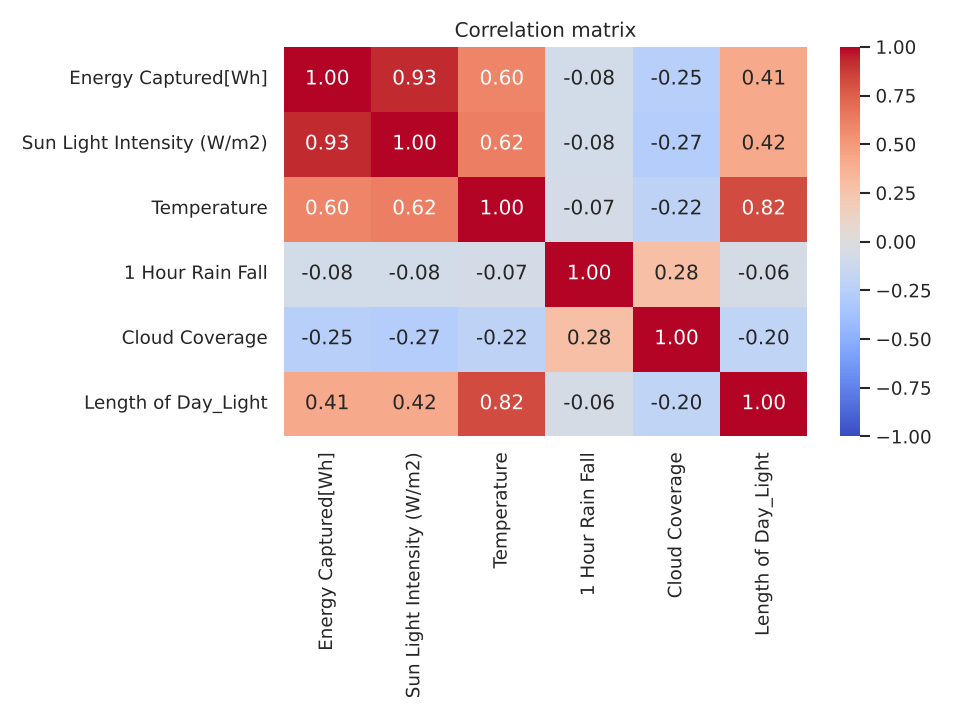 Correlation matrix
Energy Captured[Wh] 1.00 0.93 0.60 -0.08 -0.25 0.41
Sun Light Intensity (W/m2) 0.93 1.00 0.62 -0.08 -0.27 0.42
Temperature 0.60 0.62 1.00 -0.07 -0.22 0.82
1 Hour Rain Fall -0.08 -0.08 -0.07 1.00 0.28 -0.06
Cloud Coverage -0.25 -0.27 -0.22 0.28 1.00 -0.20
Length of Day_Light 0.41 0.42 0.82 -0.06 -0.20 1.00
Energy Captured[Wh]
Sun Light Intensity (W/m2)
Temperature
1 Hour Rain Fall
Cloud Coverage
Length of Day_Light
1.00
0.75
0.50
0.25
0.00
−0.25
−0.50
−0.75
−1.00